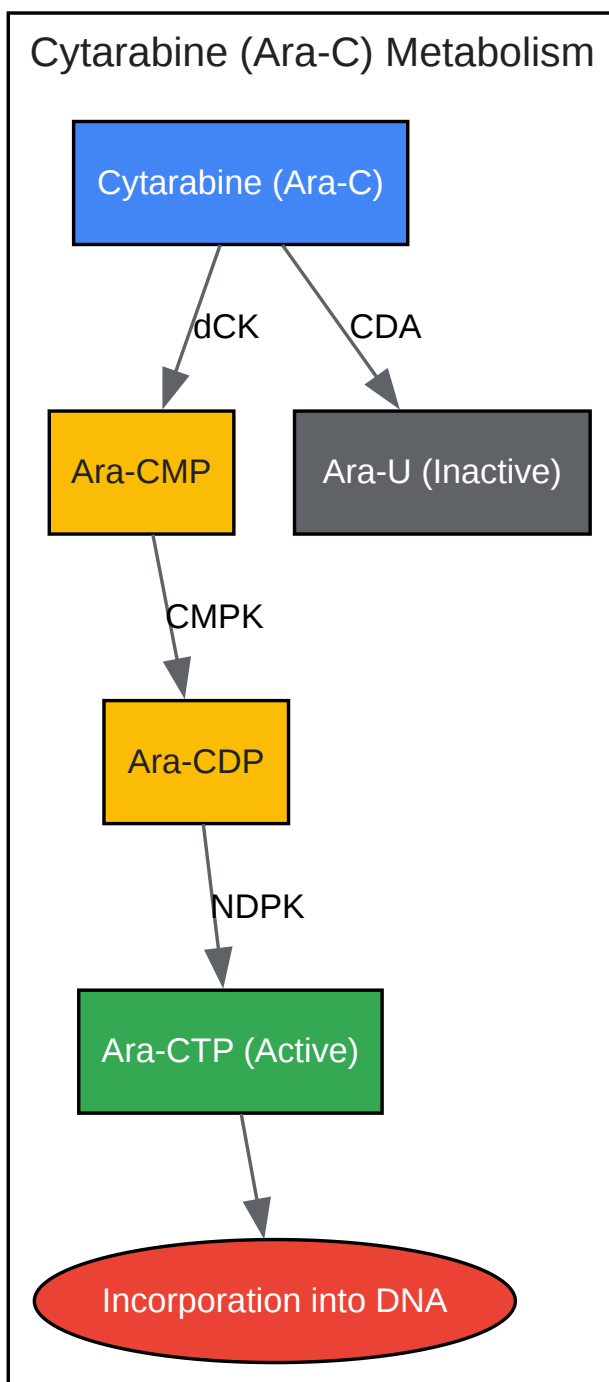 Cytarabine (Ara-C) Metabolism
Cytarabine (Ara-C)
dCK
CDA
Ara-CMP
Ara-U (Inactive)
CMPK
Ara-CDP
NDPK
Ara-CTP (Active)
Incorporation into DNA